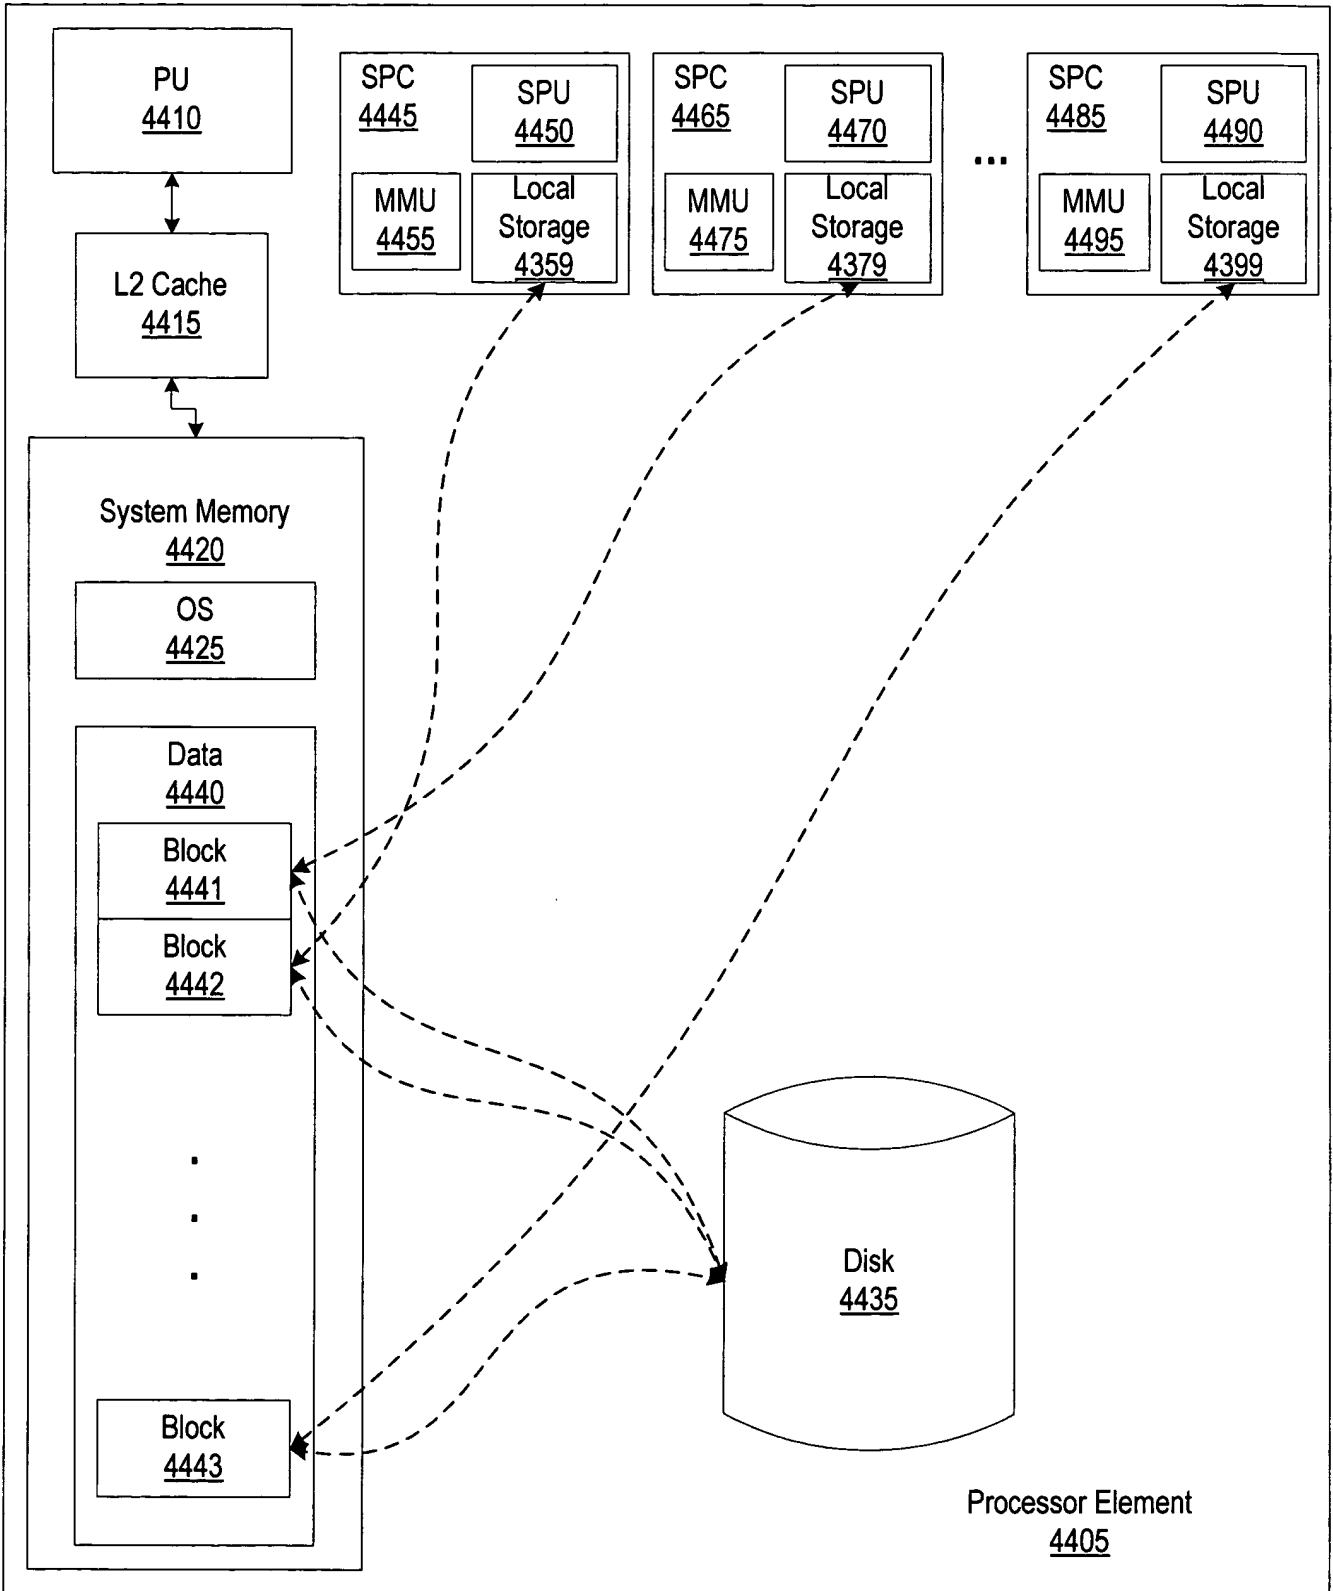 PU
4410
L2 Cache
4415
SPC
4445
SPU
4450
MMU
4455
Local
Storage
4359
SPC
4465
SPU
4470
MMU
4475
Local
Storage
4379
...
SPC
4485
SPU
4490
MMU
4495
Local
Storage
4399
System Memory
4420
OS
4425
Data
4440
Block
4441
Block
4442
Block
4443
Disk
4435
Processor Element
4405